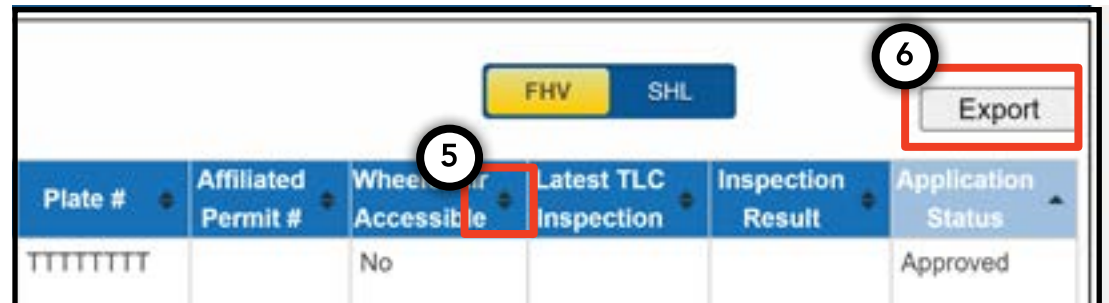 6
FHV SHL
Export
5
Plate # Affiliated Permit # Accessible Latest TLC Inspection Inspection Result Application Status
TTTTTTTT No Approved